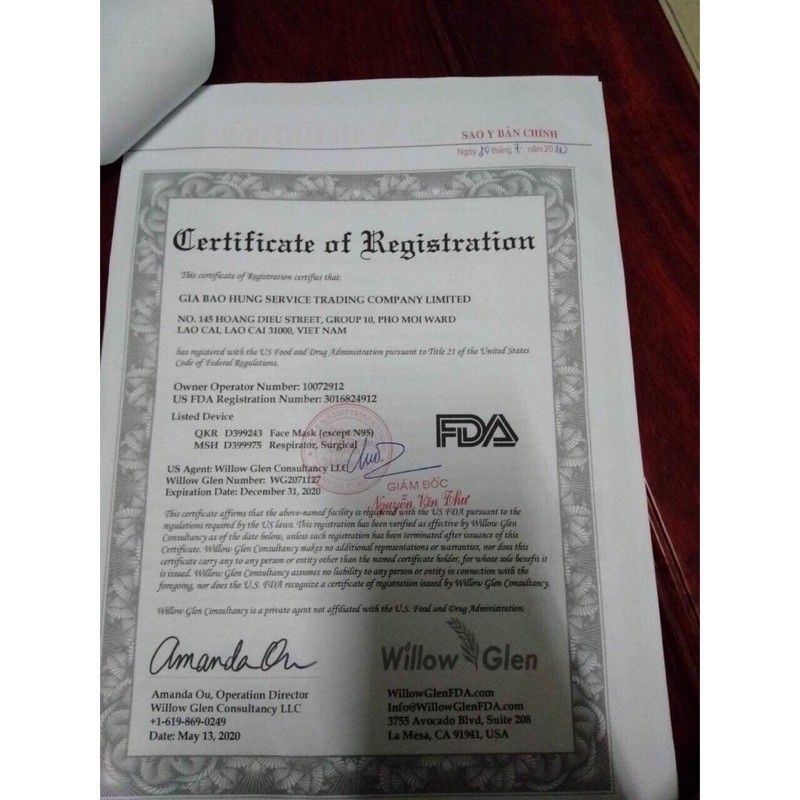 SAO Y BẢN CHÍNH
Ngày 20 tháng 7 năm 2020
Certificate of Registration
This certificate of Registration certifies that:
GIA BAO HUNG SERVICE TRADING COMPANY LIMITED
NO. 145 HOANG DIEU STREET, GROUP 10, PHO MOI WARD
LAO CAI, LAO CAI 31000, VIET NAM
has registered with the US Food and Drug Administration pursuant to Title 21 of the United States
Code of Federal Regulations.
Owner Operator Number: 10072912
US FDA Registration Number: 3016824912
Listed Device
QKR D399243 Face Mask (except N95)
MSH D399975 Respirator, Surgical
FDA
US Agent: Willow Glen Consultancy LLC
Willow Glen Number: WG2071127
Expiration Date: December 31, 2020
GIÁM ĐỐC
Nguyễn Văn Thư
This certificate affirms that the above-named facility is registered with the US FDA pursuant to the
regulations required by the US laws. This registration has been verified as effective by Willow Glen
Consultancy as of the date below, unless such registration has been terminated after issuance of this
Certificate. Willow Glen Consultancy makes no additional representations or warranties, nor does this
certificate carry any to any person or entity other than the named certificate holder, for whose sole benefit it
is issued. Willow Glen Consultancy assumes no liability to any person or entity in connection with the
foregoing, nor does the U.S. FDA recognize a certificate of registration issued by Willow Glen Consultancy.
Willow Glen Consultancy is a private agent not affiliated with the U.S. Food and Drug Administration.
Amanda Ou
Willow Glen
Amanda Ou, Operation Director
Willow Glen Consultancy LLC
+1-619-869-0249
Date: May 13, 2020
WillowGlenFDA.com
Info@WillowGlenFDA.com
3755 Avocado Blvd, Suite 208
La Mesa, CA 91941, USA